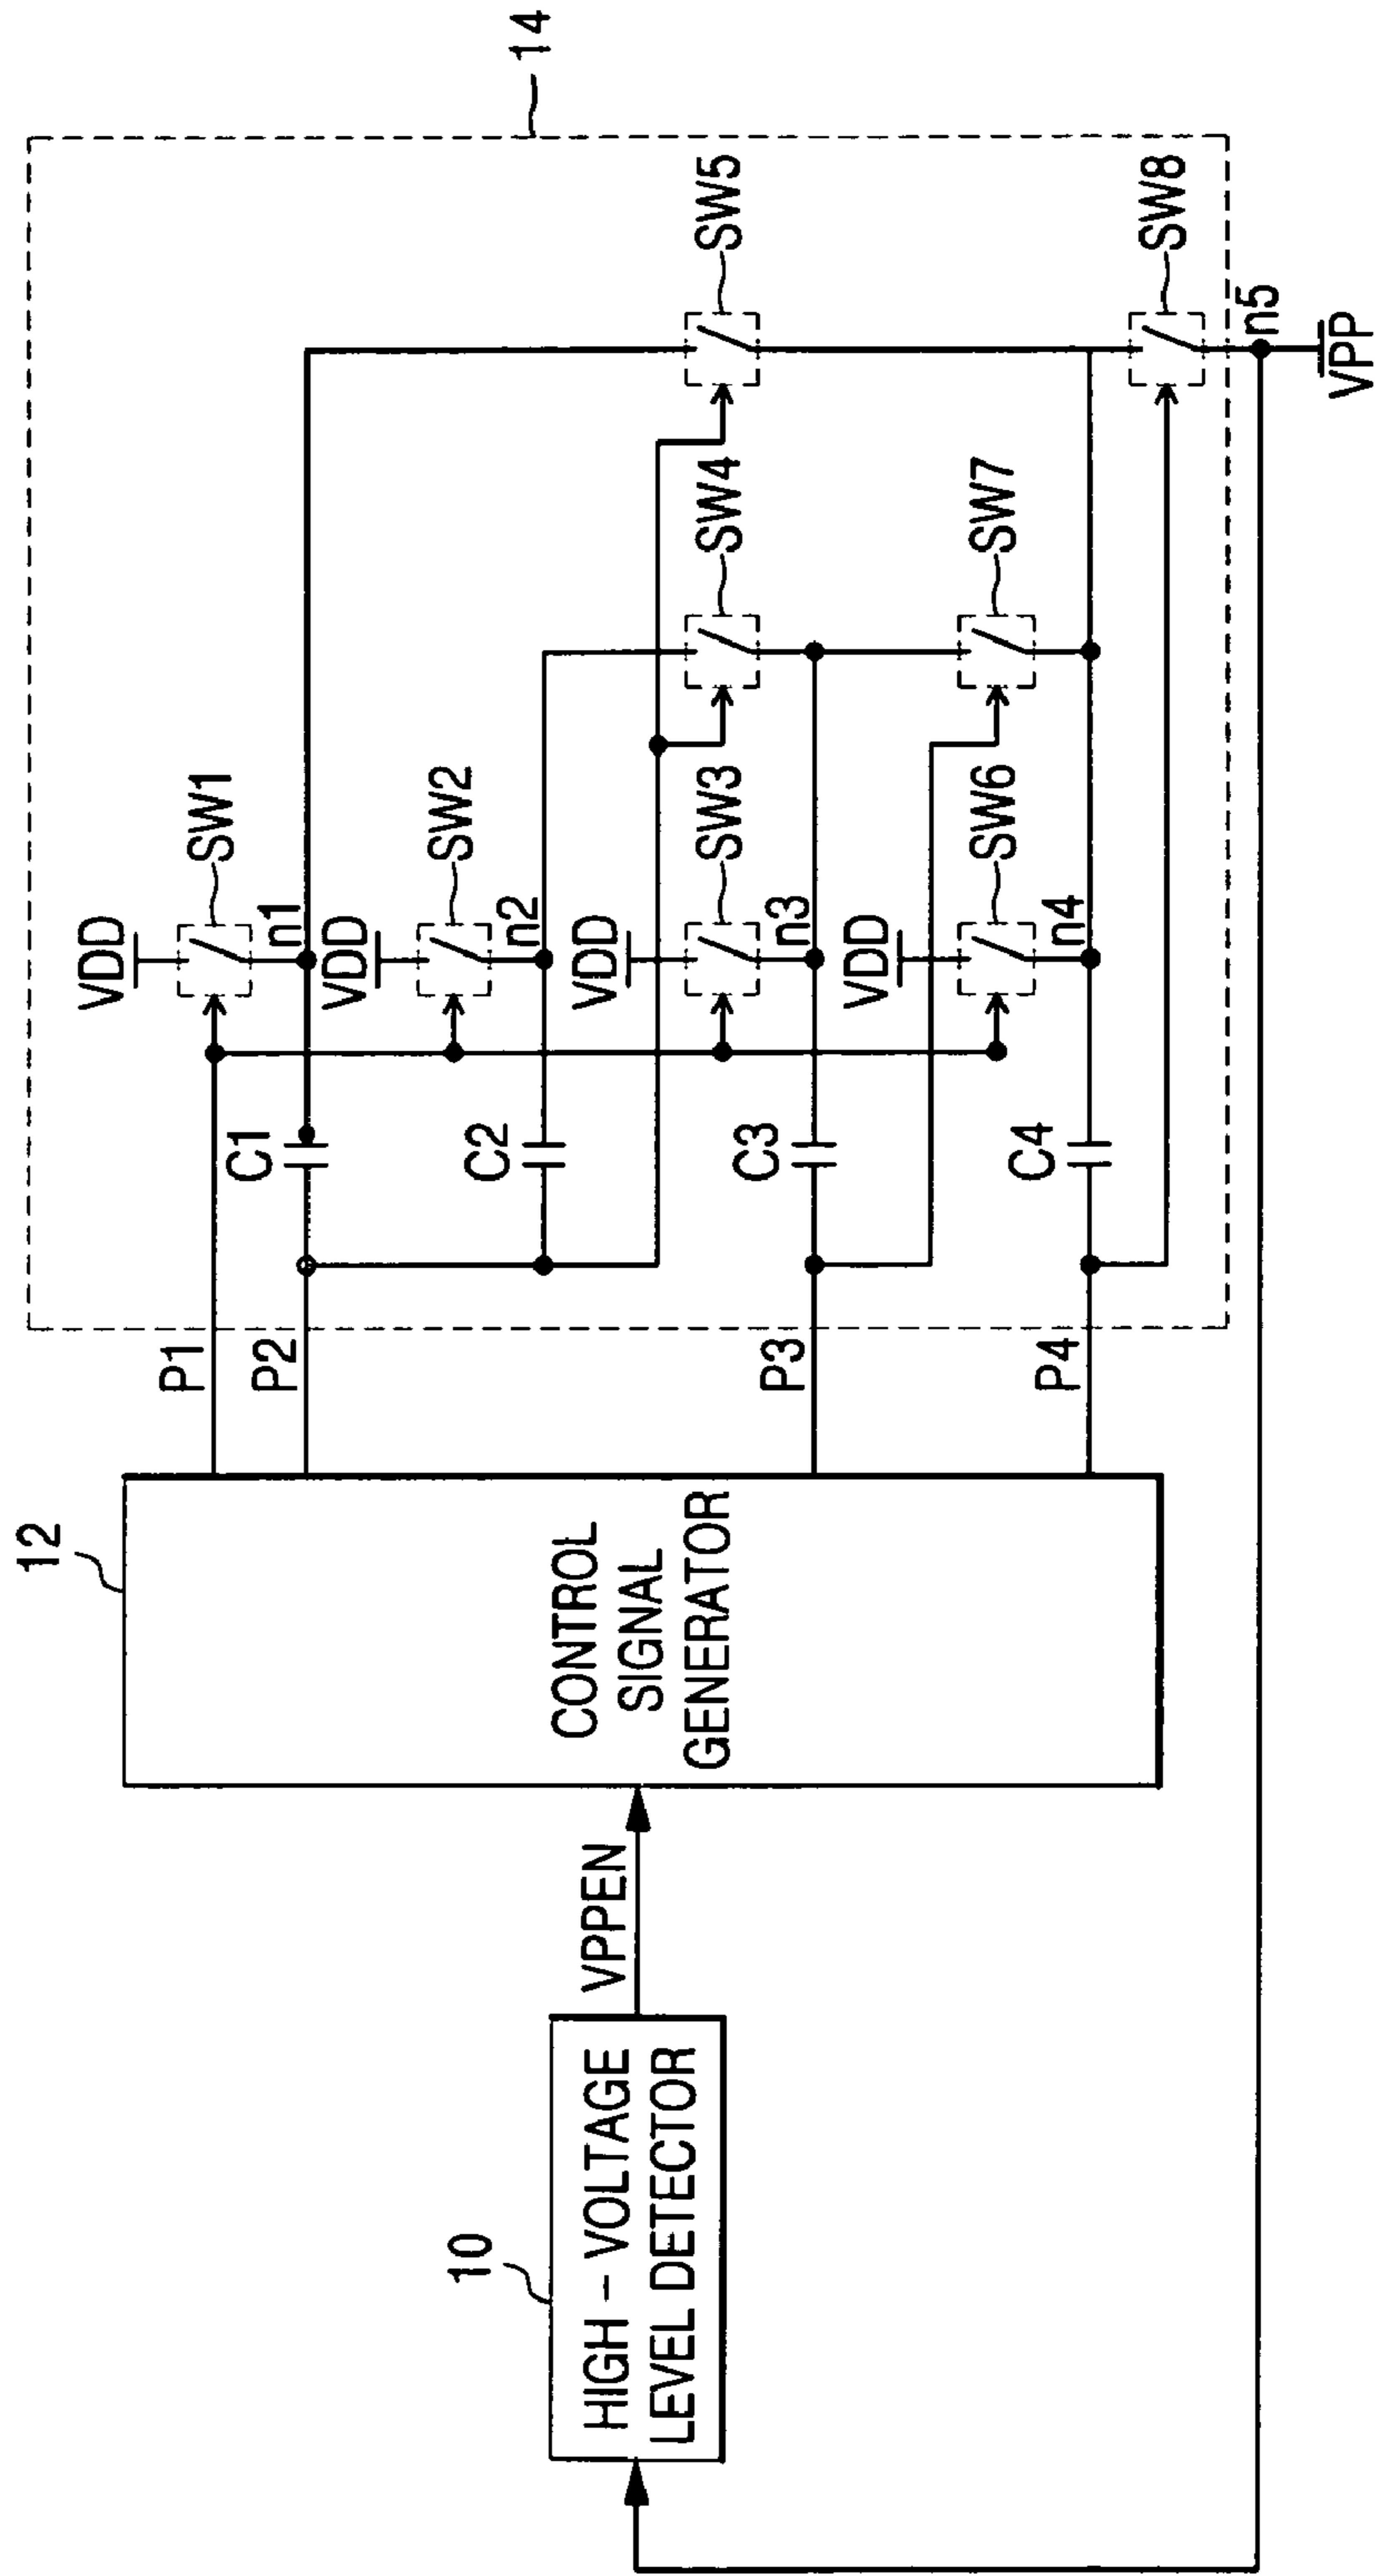 14
SW1
SW2
SW3
SW4
SW5
SW6
SW7
SW8
VDD
VDD
VDD
VDD
n1
n2
n3
n4
n5
VPP
C1
C2
C3
C4
P1
P2
P3
P4
12
CONTROL
SIGNAL
GENERATOR
VPPEN
10
HIGH-VOLTAGE
LEVEL DETECTOR